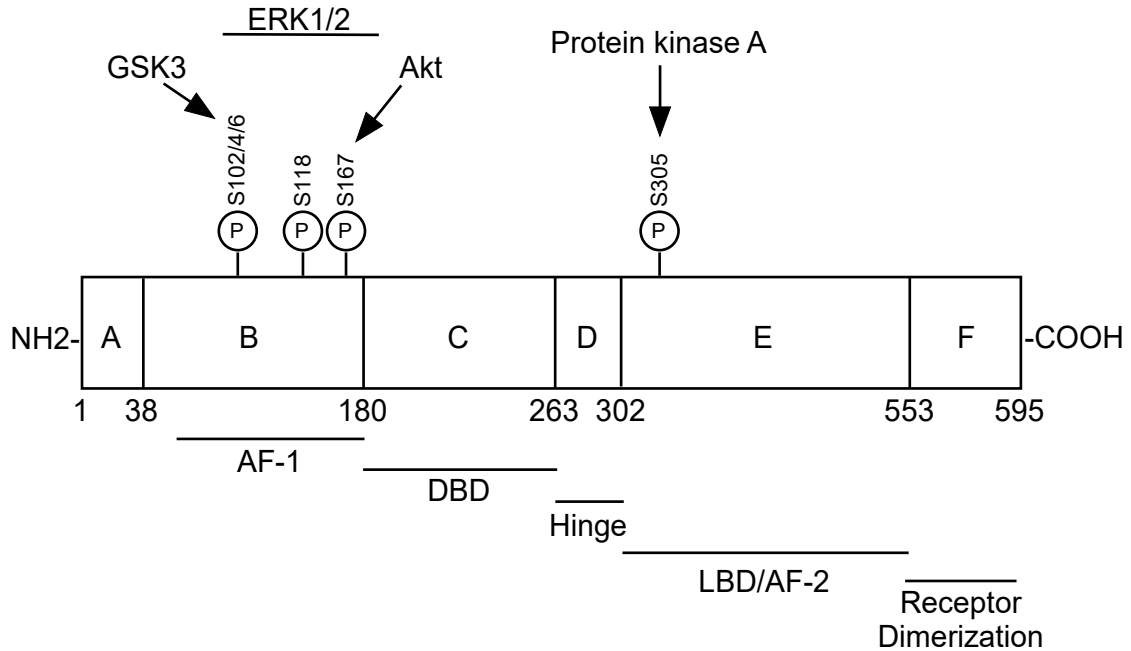 ERK1/2
Protein kinase A
GSK3
Akt
S102/4/6
S118
S167
S305
P
P
P
P
NH2-
A
B
C
D
E
F
-COOH
1
38
180
263
302
553
595
AF-1
DBD
Hinge
LBD/AF-2
Receptor
Dimerization